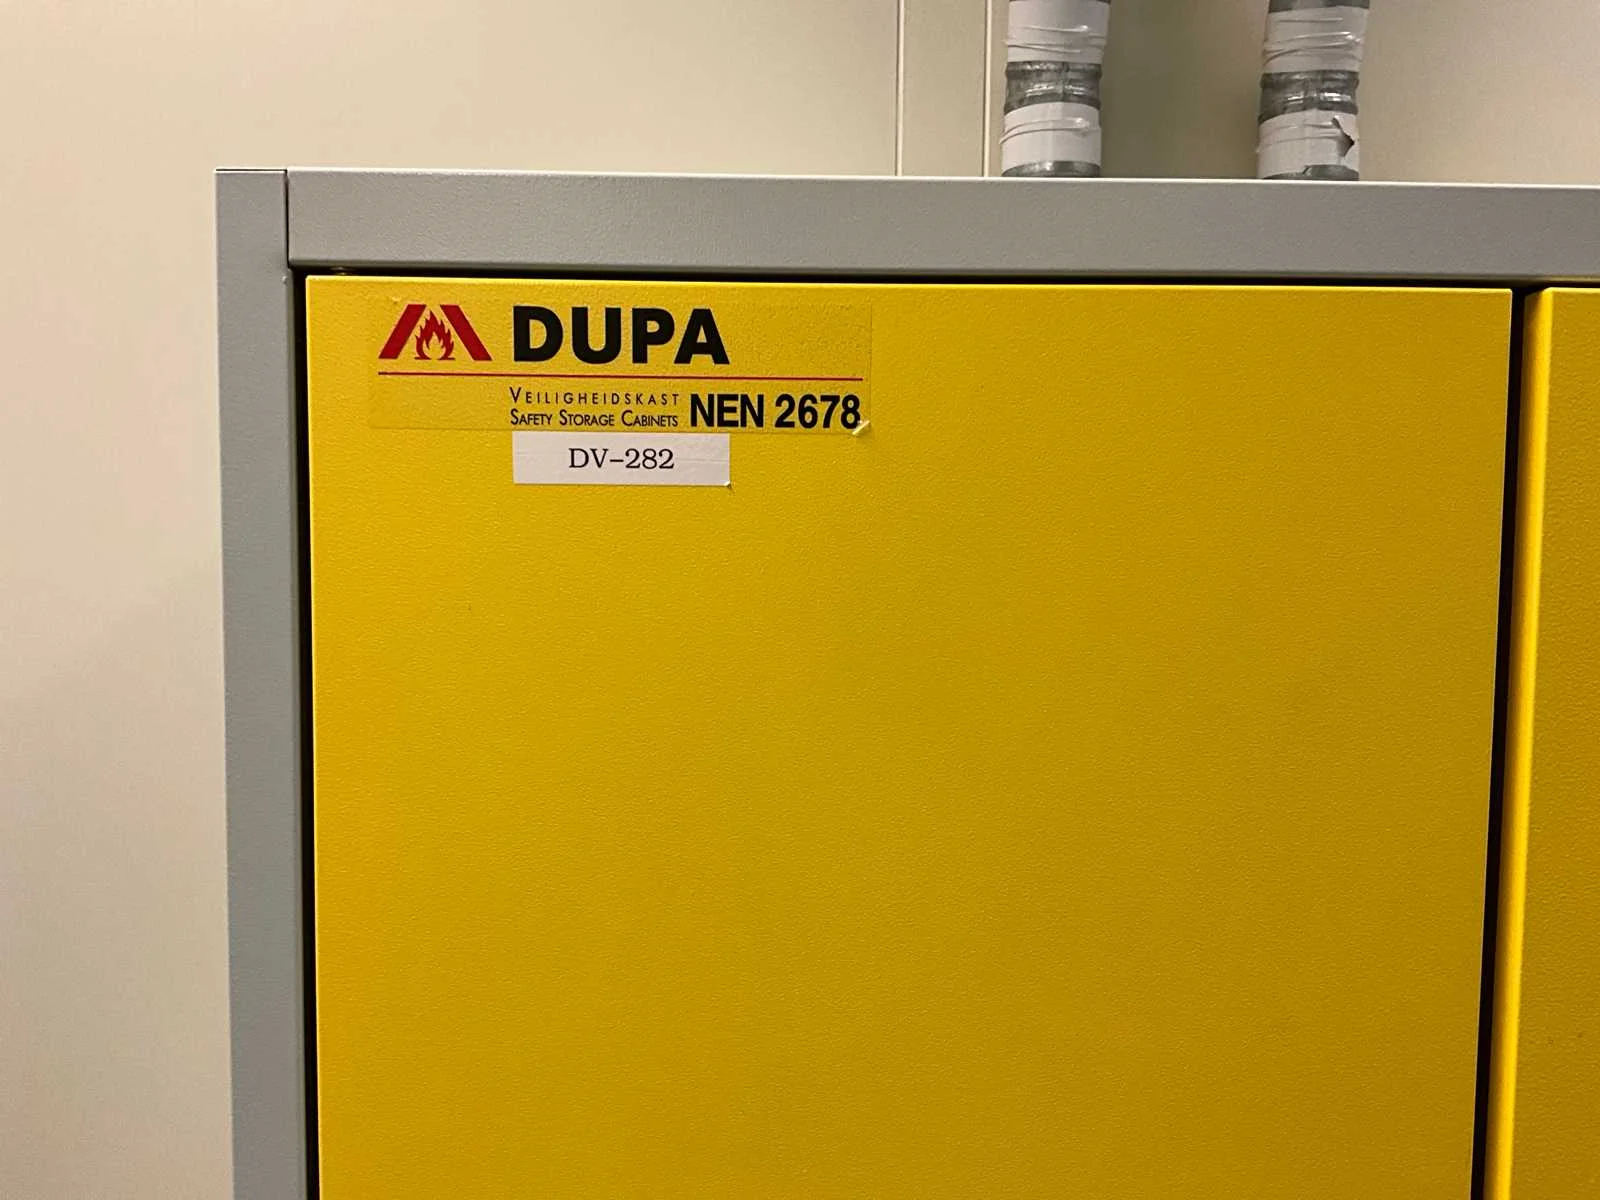 DUPA
VEILIGHEIDSKAST
SAFETY STORAGE CABINETS NEN 2678
DV-282